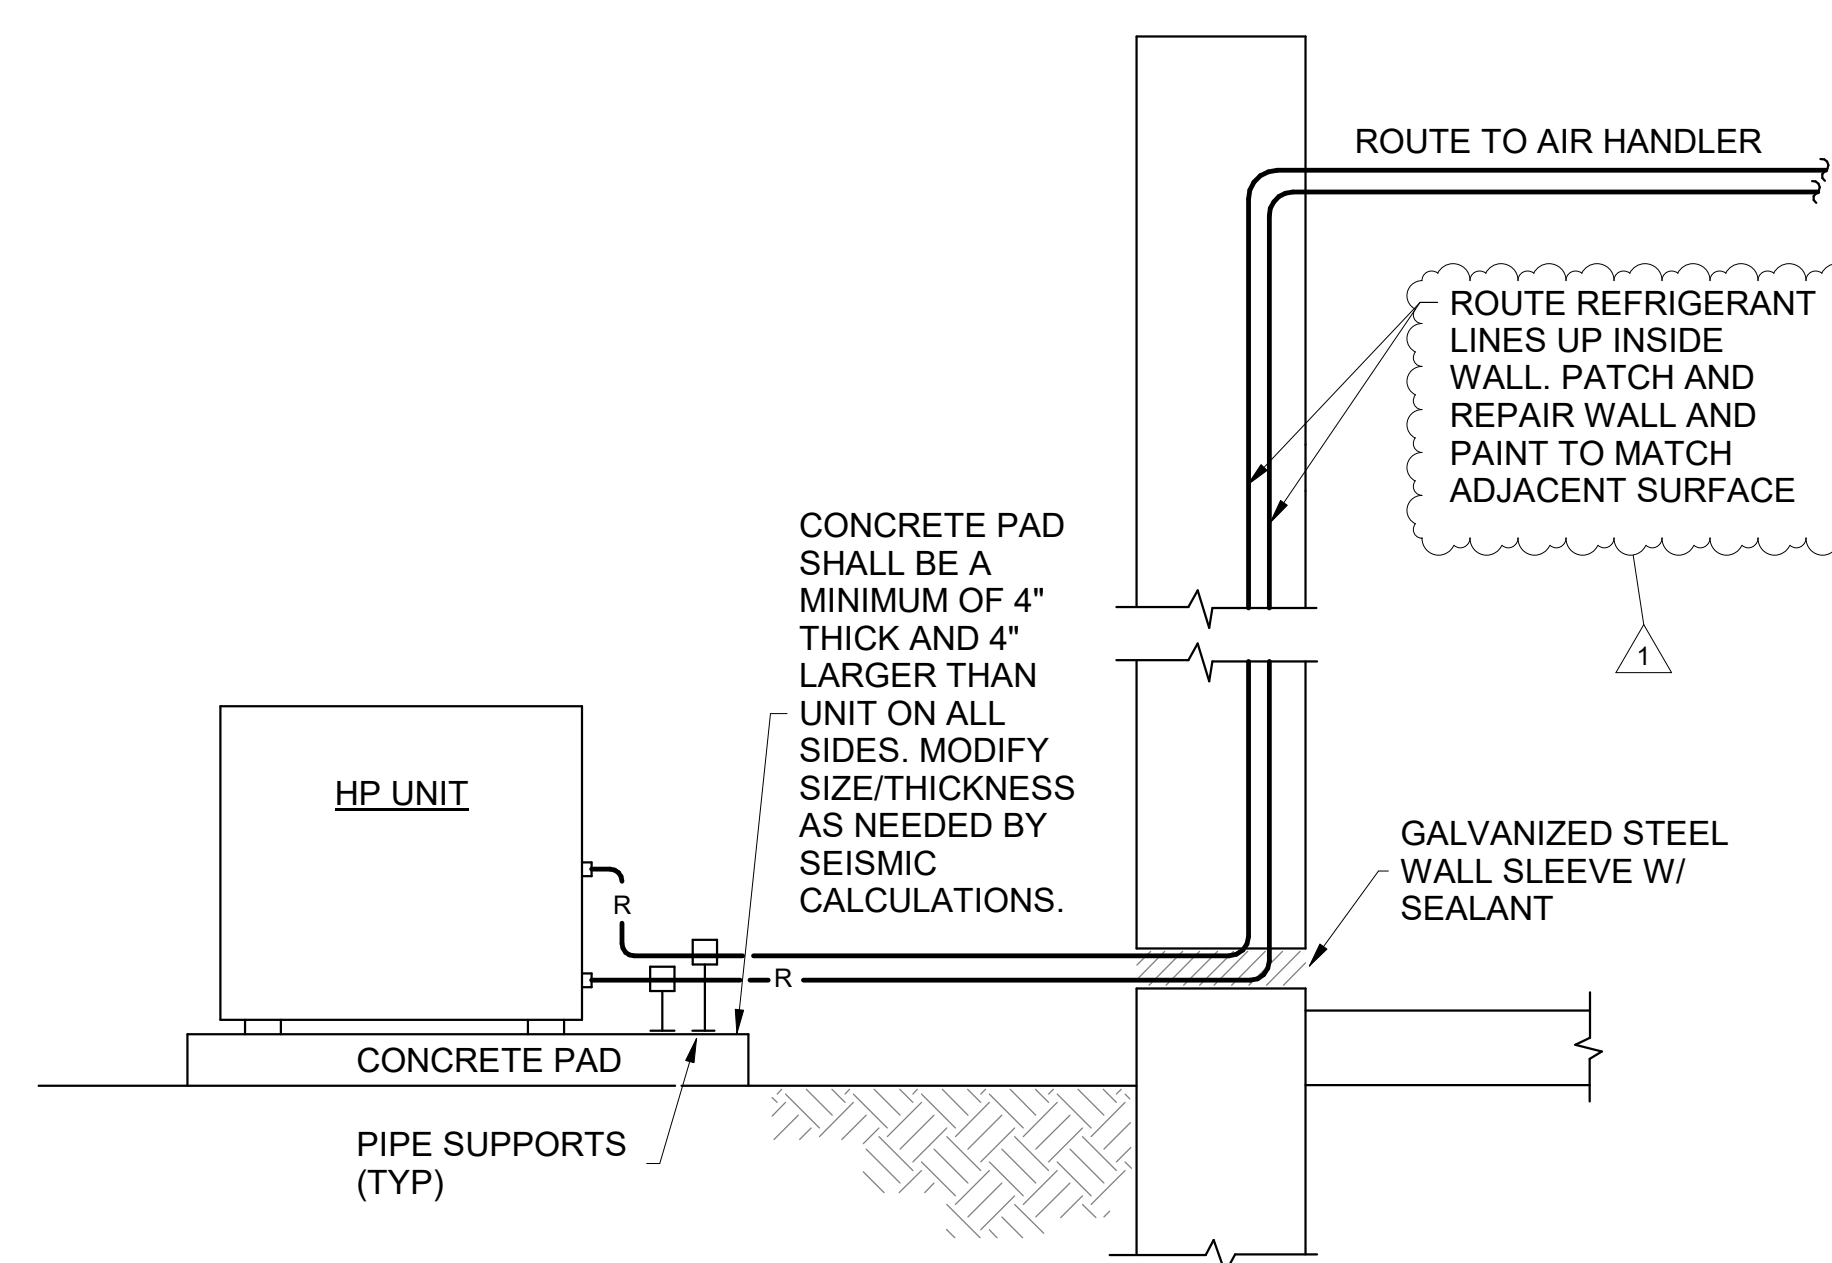 ROUTE TO AIR HANDLER
ROUTE REFRIGERANT
LINES UP INSIDE
WALL. PATCH AND
REPAIR WALL AND
PAINT TO MATCH
ADJACENT SURFACE
1
CONCRETE PAD
SHALL BE A
MINIMUM OF 4"
THICK AND 4"
LARGER THAN
UNIT ON ALL
SIDES. MODIFY
SIZE/THICKNESS
AS NEEDED BY
SEISMIC
CALCULATIONS.
HP UNIT
R
R
GALVANIZED STEEL
WALL SLEEVE W/
SEALANT
CONCRETE PAD
PIPE SUPPORTS
(TYP)